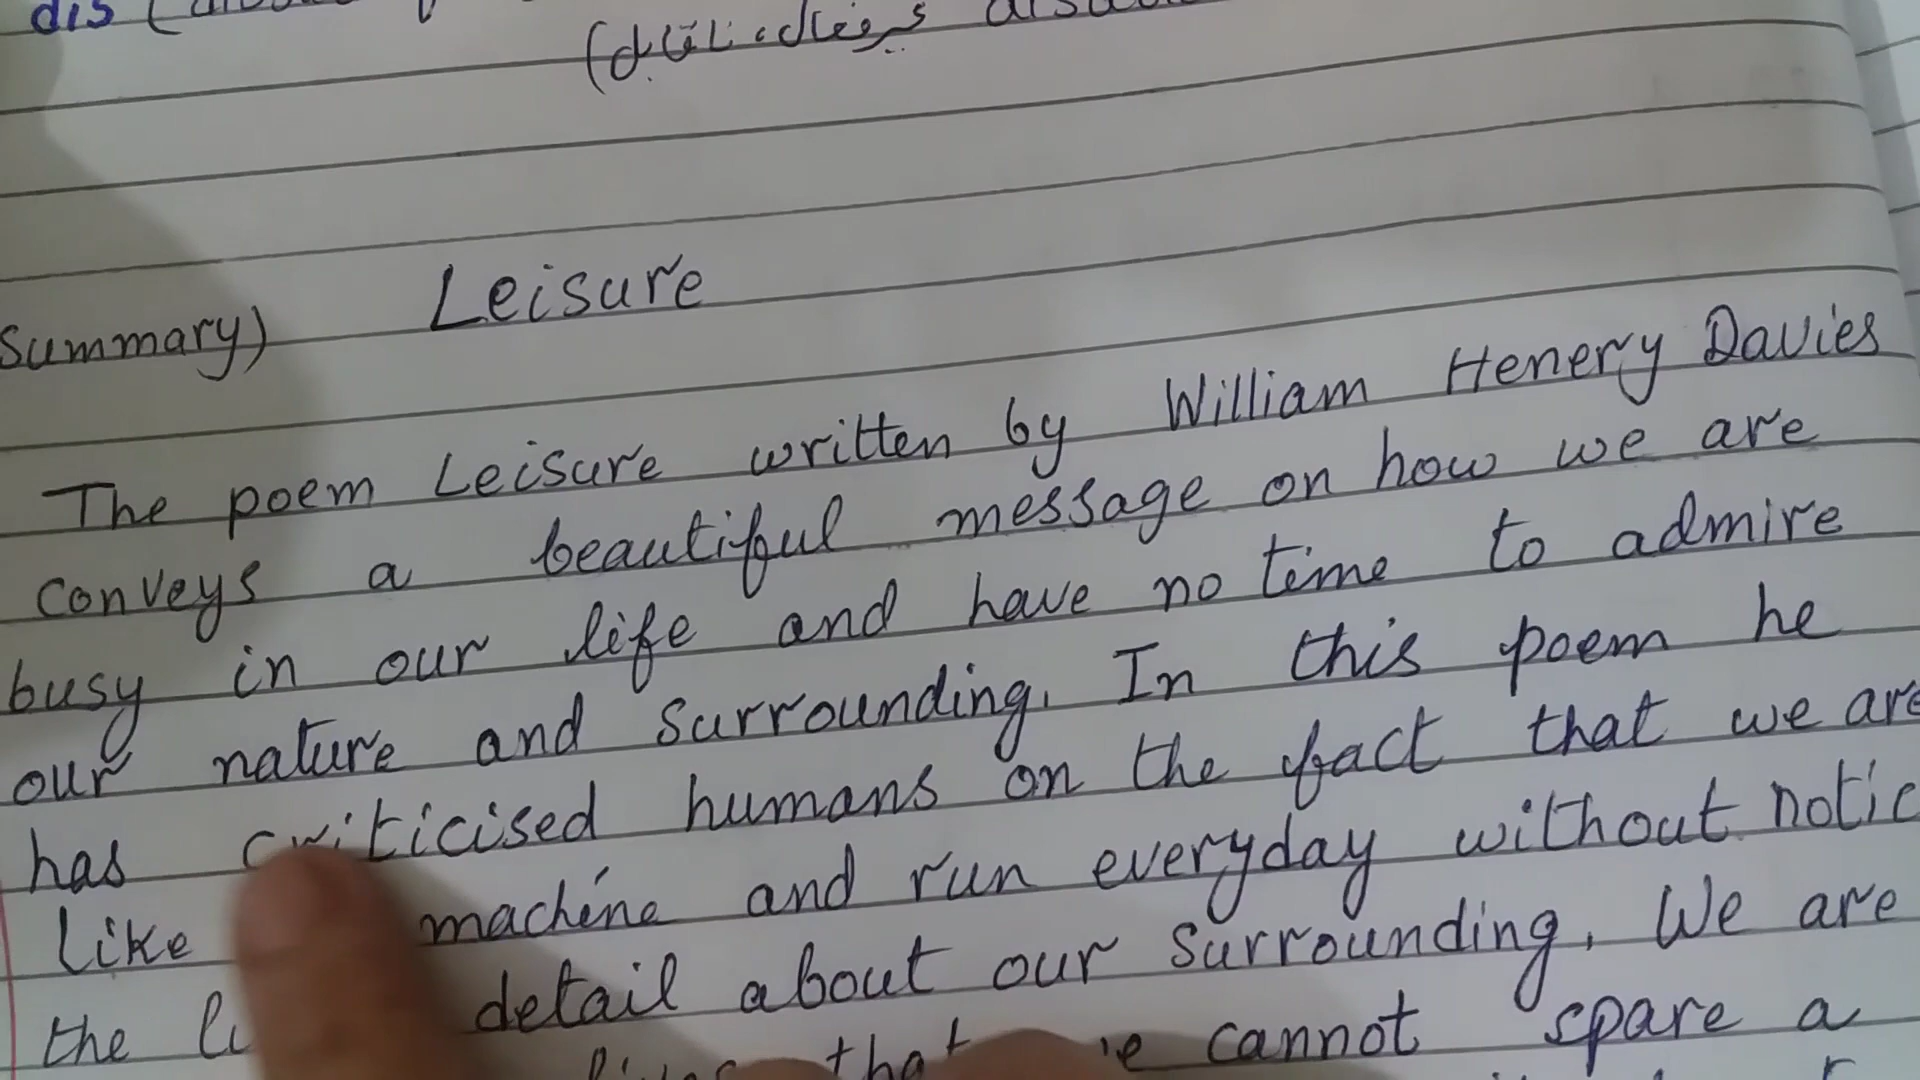 dis
Leisure
Summary)
The poem Leisure written by William Henery Davies
conveys a beautiful message on how we are
busy in our life and have no time to admire
our nature and surrounding. In this poem he
has criticised humans on the fact that we are
like machine and run everyday without notic
the detail about our surrounding. We are
that cannot spare a